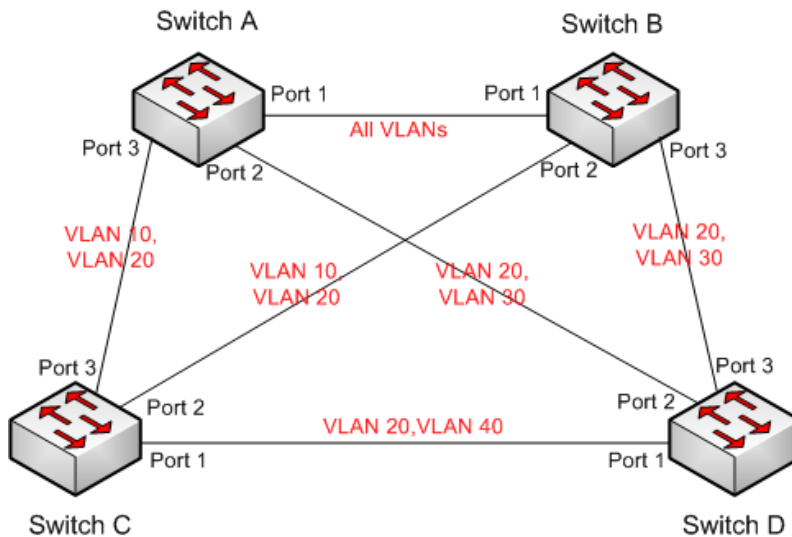 Switch A
Switch B
Port 1
Port 1
All VLANs
Port 3
Port 2
Port 2
Port 3
VLAN 10,
VLAN 20
VLAN 10,
VLAN 20
VLAN 20,
VLAN 30
VLAN 20,
VLAN 30
Port 3
Port 2
Port 3
Port 2
VLAN 20,VLAN 40
Port 1
Port 1
Switch C
Switch D